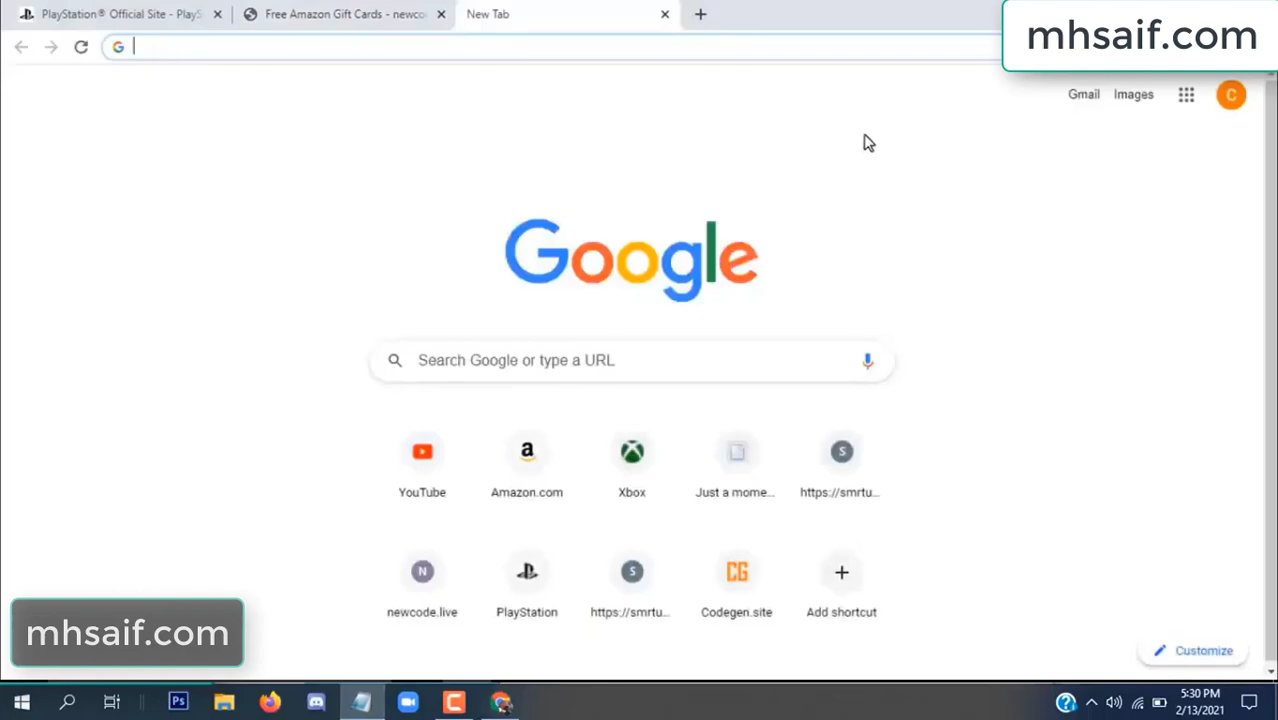 PlayStation® Official Site - PlayS
Free Amazon Gift Cards - newco
New Tab
mhsaif.com
Gmail Images C
Google
Search Google or type a URL
YouTube Amazon.com Xbox Just a mome... https://smrtu...
newcode.live PlayStation https://smrtu... Codegen.site Add shortcut
mhsaif.com
Customize
5:30 PM
2/13/2021